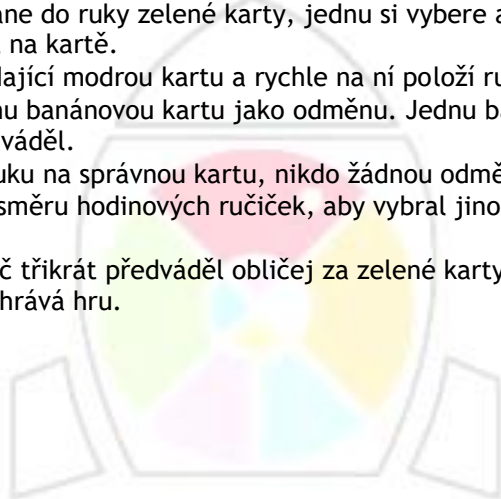 ane do ruky zelené karty, jednu si vybere a
na kartě.
dající modrou kartu a rychle na ní položí ru
nu banánovou kartu jako odměnu. Jednu ba
váděl.
uku na správnou kartu, nikdo žádnou odmě
směru hodinových ručiček, aby vybral jino
č třikrát předváděl obličej za zelené karty
hrává hru.